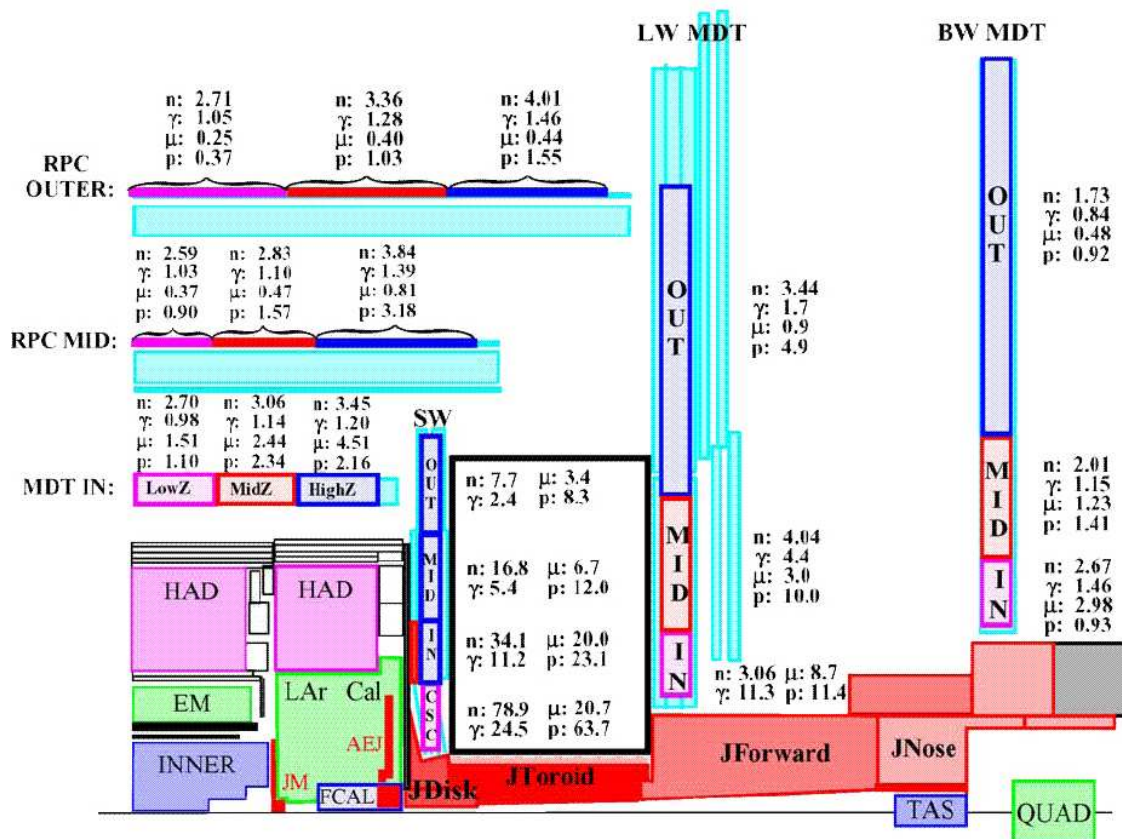 LW MDT
BW MDT
n: 2.71
γ: 1.05
μ: 0.25
p: 0.37
n: 3.36
γ: 1.28
μ: 0.40
p: 1.03
n: 4.01
γ: 1.46
μ: 0.44
p: 1.55
RPC
OUTER:
n: 2.59
γ: 1.03
μ: 0.37
p: 0.90
n: 2.83
γ: 1.10
μ: 0.47
p: 1.57
n: 3.84
γ: 1.39
μ: 0.81
p: 3.18
RPC MID:
n: 2.70
γ: 0.98
μ: 1.51
p: 1.10
n: 3.06
γ: 1.14
μ: 2.44
p: 2.34
n: 3.45
γ: 1.20
μ: 4.51
p: 2.16
MDT IN:
LowZ
MidZ
HighZ
SW
OUT
MID
IN
CSC
n: 7.7 μ: 3.4
γ: 2.4 p: 8.3
n: 16.8 μ: 6.7
γ: 5.4 p: 12.0
n: 34.1 μ: 20.0
γ: 11.2 p: 23.1
n: 78.9 μ: 20.7
γ: 24.5 p: 63.7
OUT
MID
IN
n: 3.44
γ: 1.7
μ: 0.9
p: 4.9
n: 4.04
γ: 4.4
μ: 3.0
p: 10.0
n: 3.06 μ: 8.7
γ: 11.3 p: 11.4
OUT
MID
IN
n: 1.73
γ: 0.84
μ: 0.48
p: 0.92
n: 2.01
γ: 1.15
μ: 1.23
p: 1.41
n: 2.67
γ: 1.46
μ: 2.98
p: 0.93
HAD
HAD
EM
LAr Cal
INNER
JM
AEJ
FCAL
JDisk
JToroid
JForward
JNose
TAS
QUAD